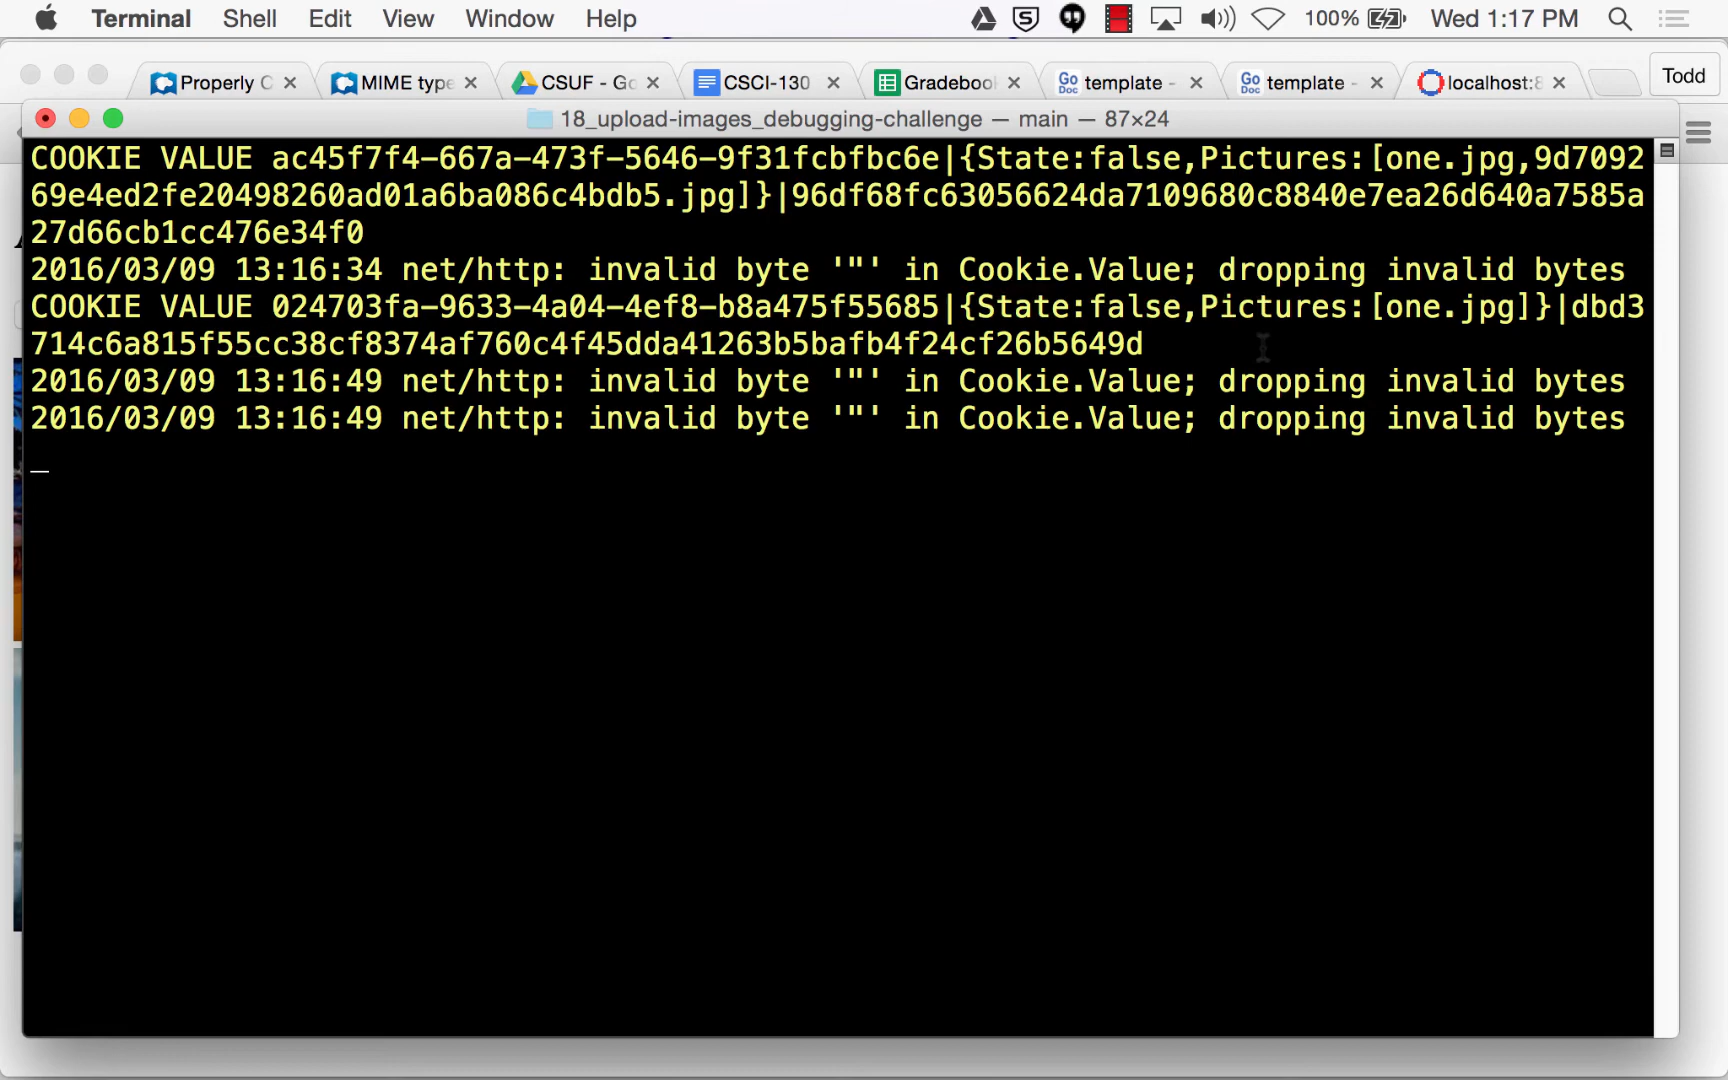 Terminal Shell Edit View Window Help 100% Wed 1:17 PM
Properly C MIME type CSUF - Go CSCI-130 Gradebook Go Doc template - Go Doc template - localhost:8 Todd
18_upload-images_debugging-challenge — main — 87×24
COOKIE VALUE ac45f7f4-667a-473f-5646-9f31fcbfbc6e|{State:false,Pictures:[one.jpg,9d7092
69e4ed2fe20498260ad01a6ba086c4bdb5.jpg]}|96df68fc63056624da7109680c8840e7ea26d640a7585a
27d66cb1cc476e34f0
2016/03/09 13:16:34 net/http: invalid byte '"' in Cookie.Value; dropping invalid bytes
COOKIE VALUE 024703fa-9633-4a04-4ef8-b8a475f55685|{State:false,Pictures:[one.jpg]}|dbd3
714c6a815f55cc38cf8374af760c4f45dda41263b5bafb4f24cf26b5649d
2016/03/09 13:16:49 net/http: invalid byte '"' in Cookie.Value; dropping invalid bytes
2016/03/09 13:16:49 net/http: invalid byte '"' in Cookie.Value; dropping invalid bytes